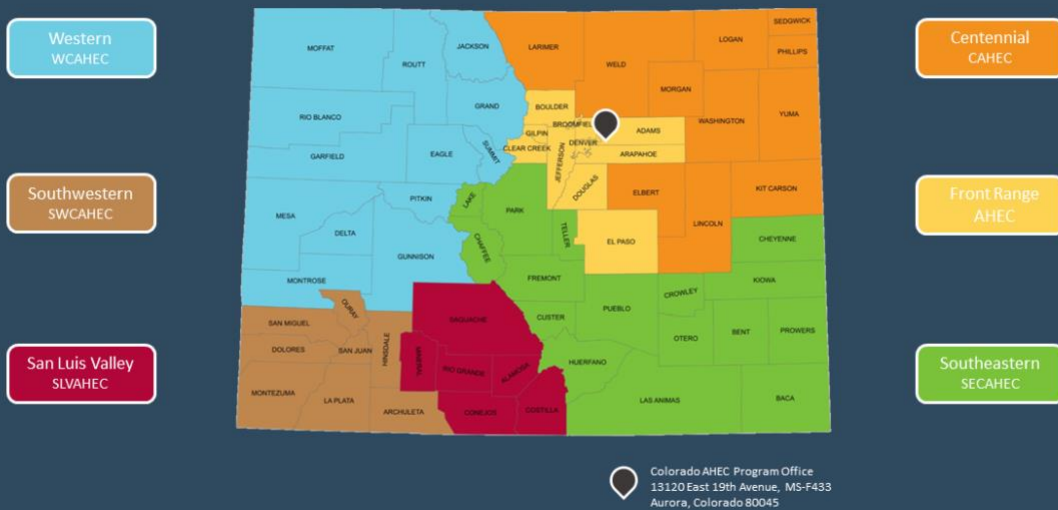 Western
WCAHEC
Southwestern
SWCAHEC
San Luis Valley
SLVAHEC
MOFFAT
ROUTT
JACKSON
LARIMER
WELD
LOGAN
SEDGWICK
PHILLIPS
MORGAN
RIO BLANCO
GRAND
BOULDER
BROOMFIELD
WASHINGTON
YUMA
GILPIN
ADAMS
GARFIELD
EAGLE
SUMMIT
CLEAR CREEK
JEFFERSON
DENVER
ARAPAHOE
DOUGLAS
ELBERT
KIT CARSON
MESA
PITKIN
LAKE
PARK
LINCOLN
DELTA
GUNNISON
CHAFFEE
TELLER
EL PASO
CHEYENNE
MONTROSE
FREMONT
KIOWA
OURAY
SAGUACHE
CUSTER
PUEBLO
CROWLEY
SAN MIGUEL
DOLORES
SAN JUAN
HINSDALE
MINERAL
RIO GRANDE
ALAMOSA
HUERFANO
OTERO
BENT
PROWERS
MONTEZUMA
LA PLATA
ARCHULETA
CONEJOS
COSTILLA
LAS ANIMAS
BACA
Centennial
CAHEC
Front Range
AHEC
Southeastern
SECAHEC
Colorado AHEC Program Office
13120 East 19th Avenue, MS-F433
Aurora, Colorado 80045